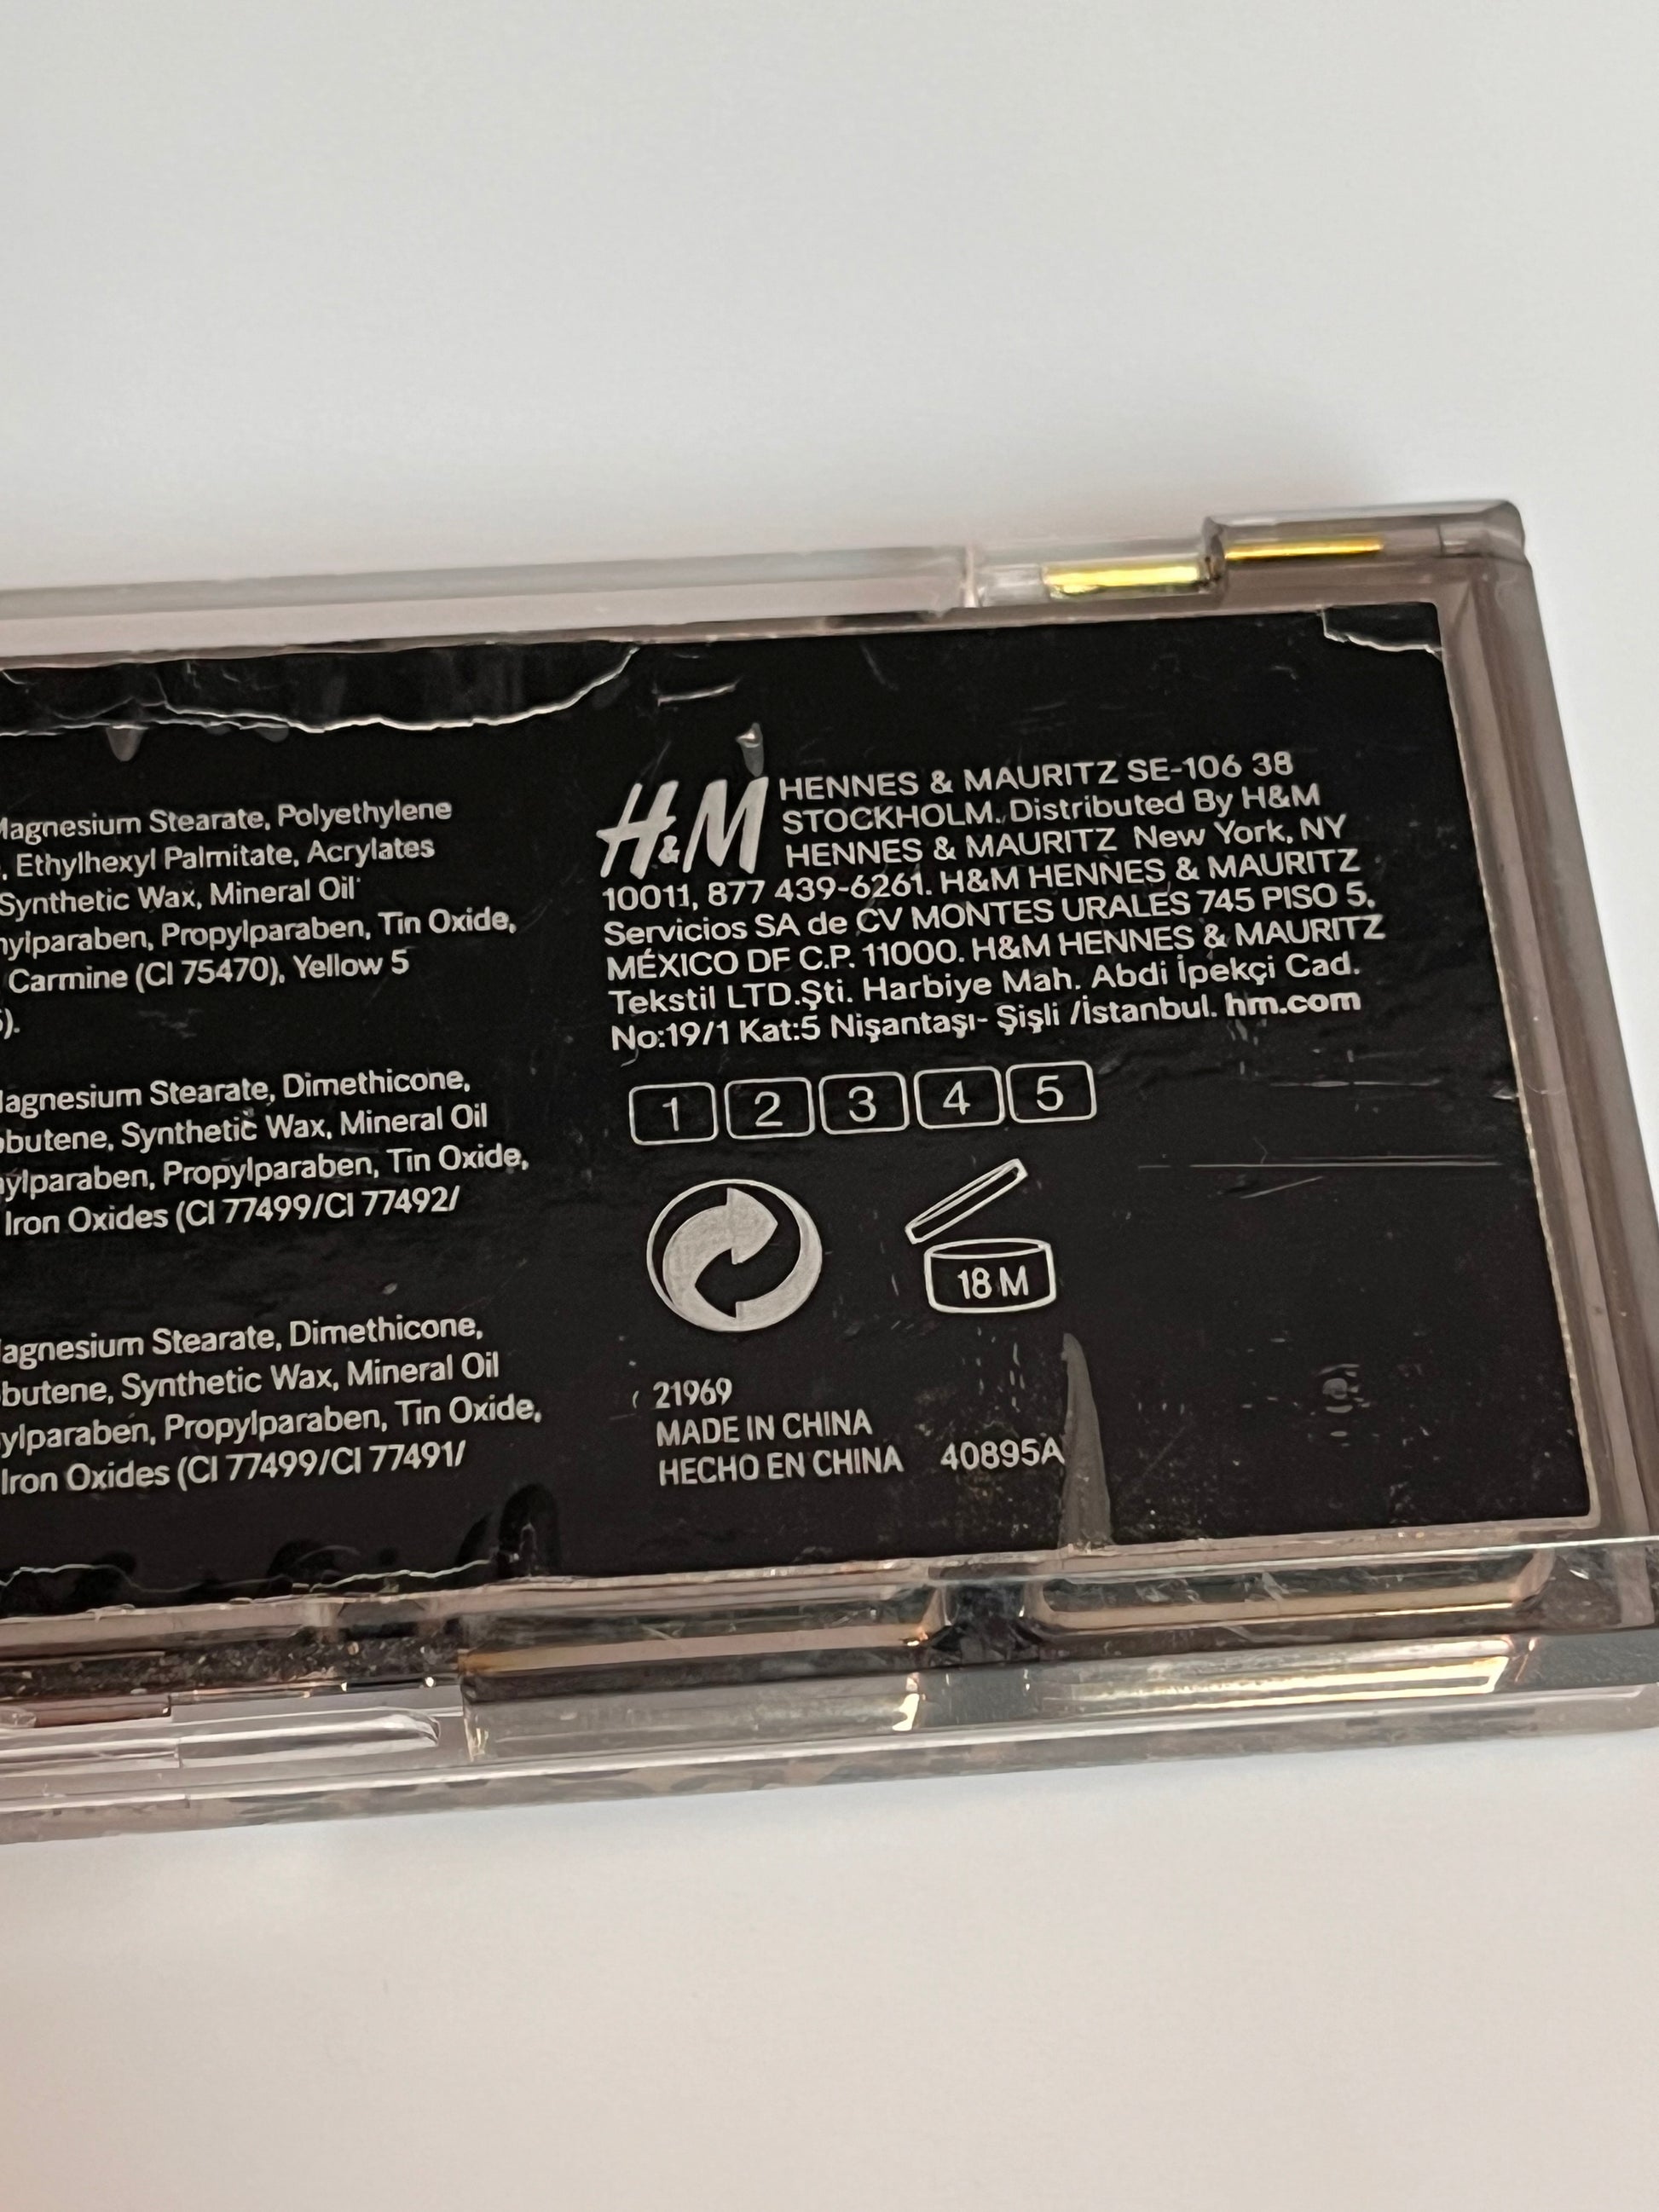 Magnesium Stearate, Polyethylene
, Ethylhexyl Palmitate, Acrylates
Synthetic Wax, Mineral Oil
Propylparaben, Tin Oxide,
Carmine (CI 75470), Yellow 5
).
Magnesium Stearate, Dimethicone,
Synthetic Wax, Mineral Oil
Propylparaben, Tin Oxide,
Iron Oxides (CI 77499/CI 77492/
Magnesium Stearate, Dimethicone,
Synthetic Wax, Mineral Oil
Propylparaben, Tin Oxide,
Iron Oxides (CI 77499/CI 77491/
H&M
HENNES & MAURITZ SE-106 38
STOCKHOLM. Distributed By H&M
HENNES & MAURITZ New York, NY
10011, 877 439-6261. H&M HENNES & MAURITZ
Servicios SA de CV MONTES URALES 745 PISO 5,
MÉXICO DF C.P. 11000. H&M HENNES & MAURITZ
Tekstil LTD.Şti. Harbiye Mah. Abdi İpekçi Cad.
No:19/1 Kat:5 Nişantaşı- Şişli /İstanbul. hm.com
1 2 3 4 5
18 M
21969
MADE IN CHINA
HECHO EN CHINA 40895A